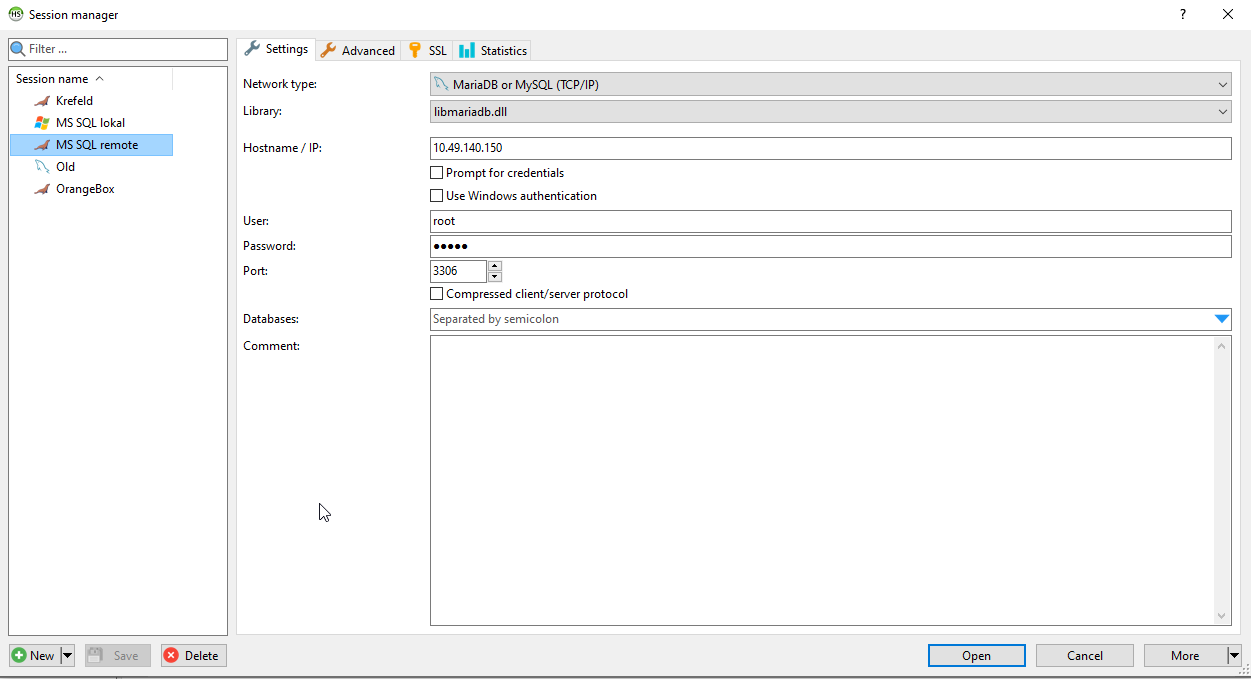 HS Session manager ?
Filter ...
Session name
Krefeld
MS SQL lokal
MS SQL remote
Old
OrangeBox
New
Save
Delete
Settings Advanced SSL Statistics
Network type: MariaDB or MySQL (TCP/IP)
Library: libmariadb.dll
Hostname / IP: 10.49.140.150
Prompt for credentials
Use Windows authentication
User: root
Password: ●●●●●
Port: 3306
Compressed client/server protocol
Databases: Separated by semicolon
Comment:
Open Cancel More